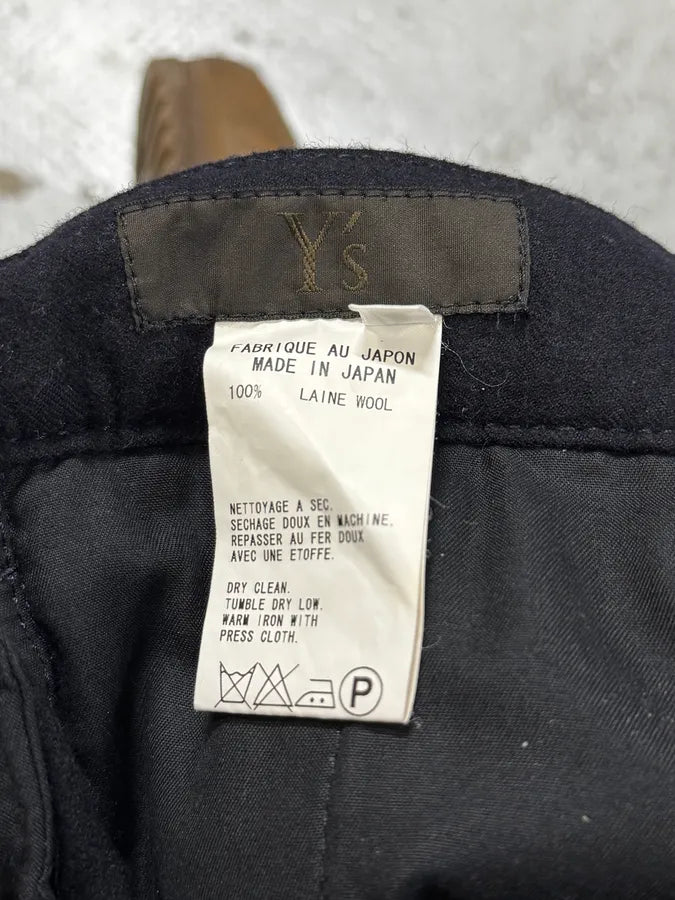 Y's
FABRIQUE AU JAPON
MADE IN JAPAN
100% LAINE WOOL
NETTOYAGE A SEC.
SECHAGE DOUX EN MACHINE.
REPASSER AU FER DOUX
AVEC UNE ETOFFE.
DRY CLEAN.
TUMBLE DRY LOW.
WARM IRON WITH
PRESS CLOTH.
P